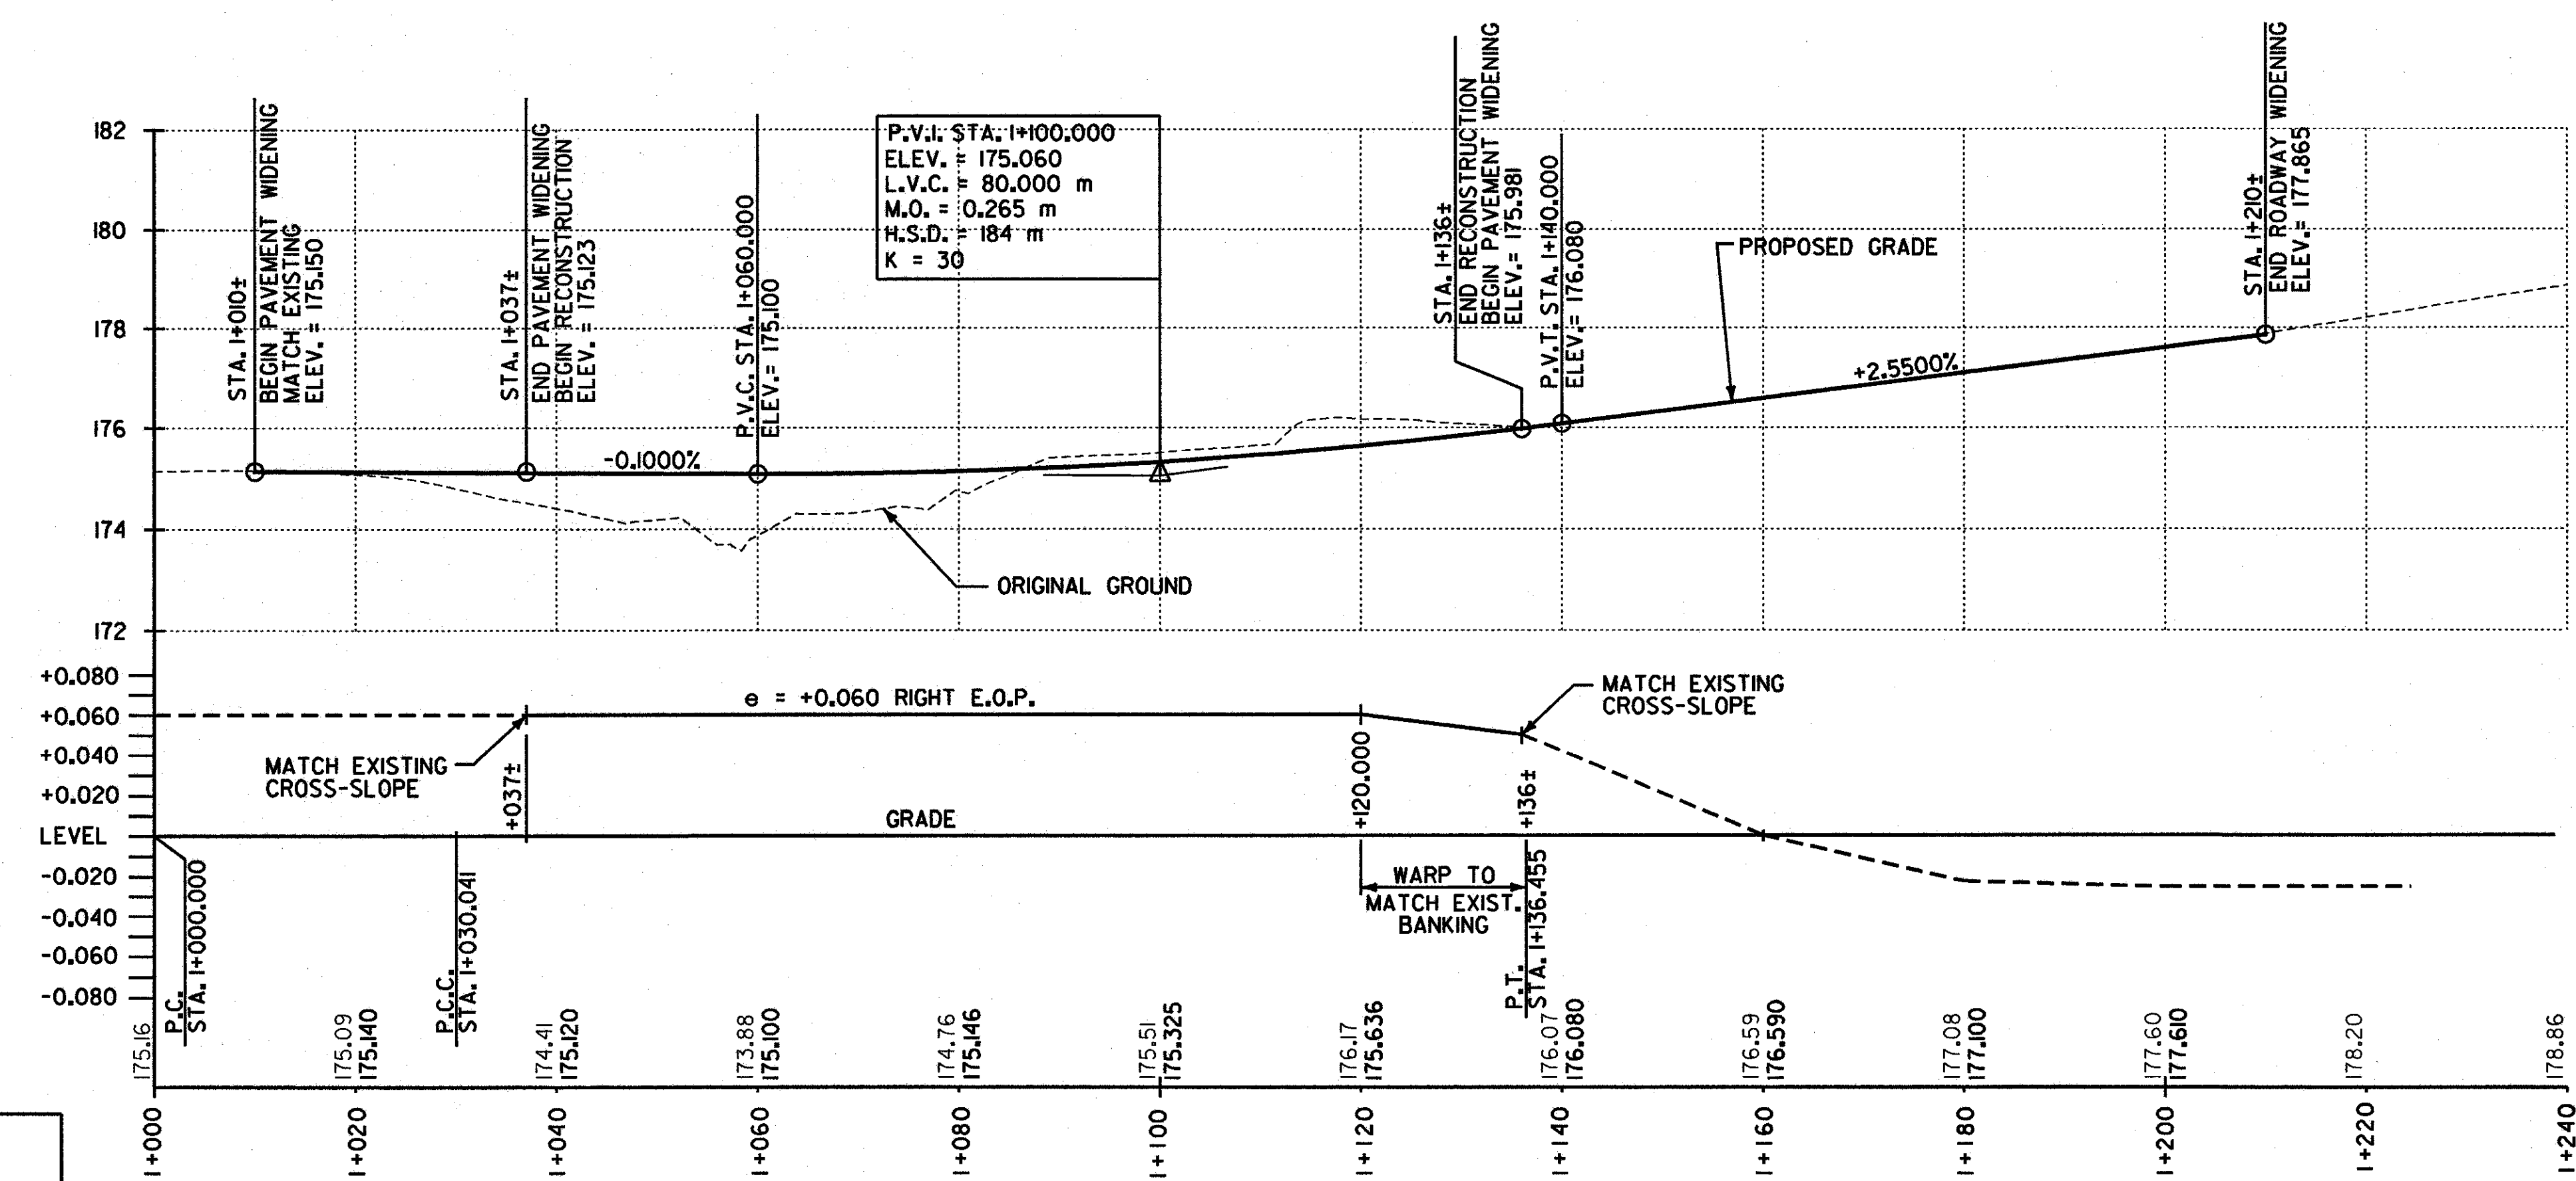 182
180
178
176
174
172
STA. 1+010±
BEGIN PAVEMENT WIDENING
MATCH EXISTING
ELEV. = 175.150
STA. 1+037±
END PAVEMENT WIDENING
BEGIN RECONSTRUCTION
ELEV. = 175.123
P.V.C. STA. 1+060.000
ELEV.= 175.100
P.V.I. STA. 1+100.000
ELEV. = 175.060
L.V.C. = 80.000 m
M.O. = 0.265 m
H.S.D. = 184 m
K = 30
STA. 1+136±
END RECONSTRUCTION
BEGIN PAVEMENT WIDENING
ELEV.= 175.981
P.V.T. STA. 1+140.000
ELEV.= 176.080
PROPOSED GRADE
STA. 1+210±
END ROADWAY WIDENING
ELEV.= 177.865
-0.1000%
+2.5500%
ORIGINAL GROUND
+0.080
+0.060
+0.040
+0.020
LEVEL
-0.020
-0.040
-0.060
-0.080
e = +0.060 RIGHT E.O.P.
MATCH EXISTING
CROSS-SLOPE
MATCH EXISTING
CROSS-SLOPE
+037±
GRADE
+120.000
+136±
WARP TO
MATCH EXIST.
BANKING
P.C.
STA. 1+000.000
P.C.C.
STA. 1+030.041
P.T.
STA. 1+136.455
175.16
175.09
175.140
174.41
175.120
173.88
175.100
174.76
175.146
175.51
175.325
176.17
175.636
176.07
176.080
176.59
176.590
177.08
177.100
177.60
177.610
178.20
178.86
1+000
1+020
1+040
1+060
1+080
1+100
1+120
1+140
1+160
1+180
1+200
1+220
1+240